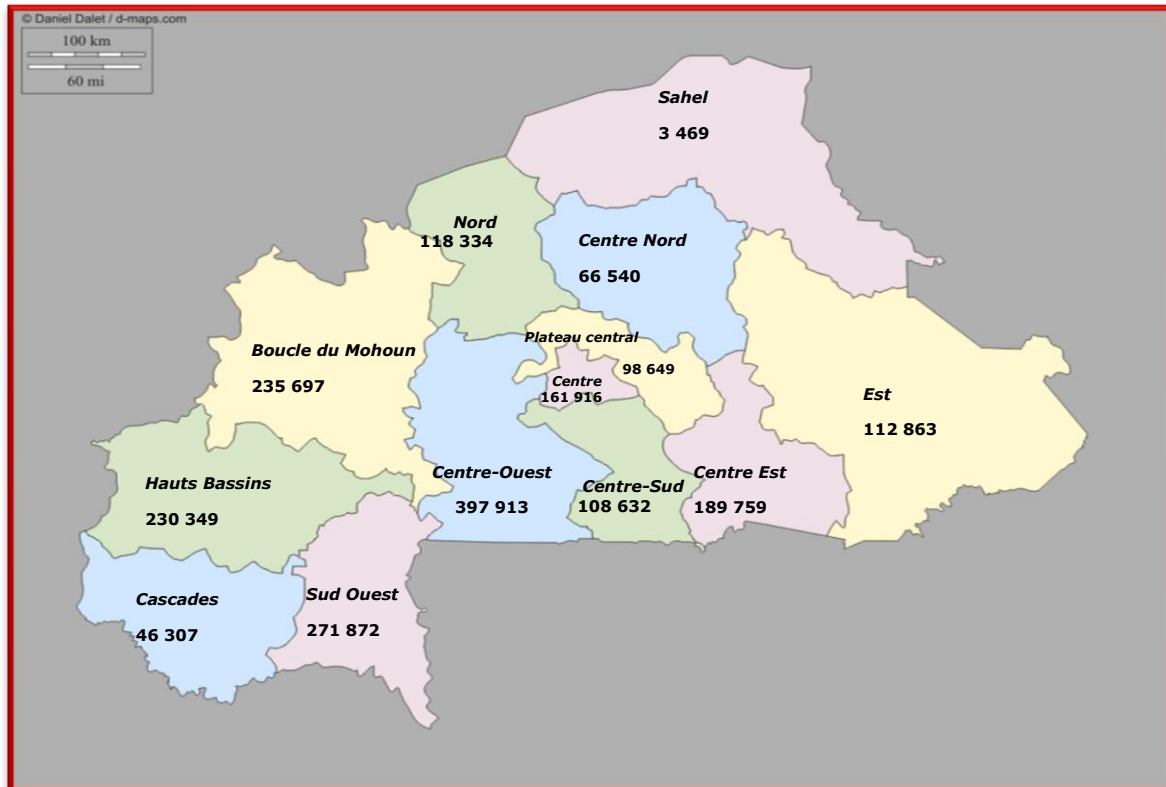 © Daniel Dalet / d-maps.com
100 km
60 mi
Sahel
3 469
Nord
118 334
Centre Nord
66 540
Plateau central
98 649
Boucle du Mohoun
235 697
Centre
161 916
Est
112 863
Hauts Bassins
230 349
Centre-Ouest
397 913
Centre-Sud
108 632
Centre Est
189 759
Cascades
46 307
Sud Ouest
271 872